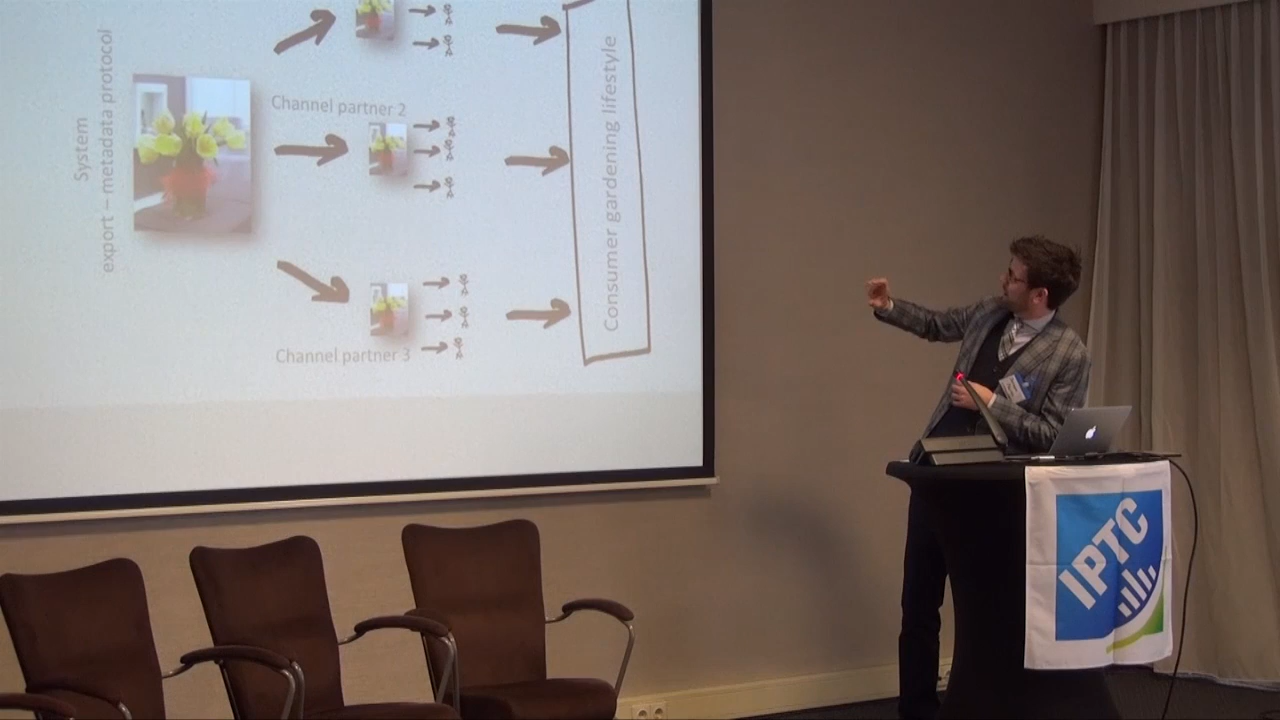 System
export – metadata protocol
Channel partner 2
Channel partner 3
Consumer gardening lifestyle
IPTC